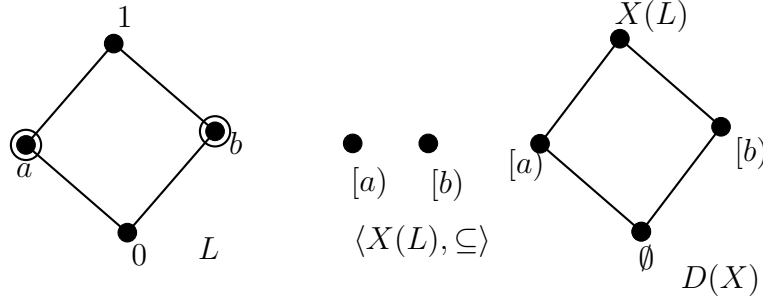 1
a
b
0
L
[a)
[b)
⟨X(L), ⊆⟩
X(L)
[a)
[b)
∅
D(X)